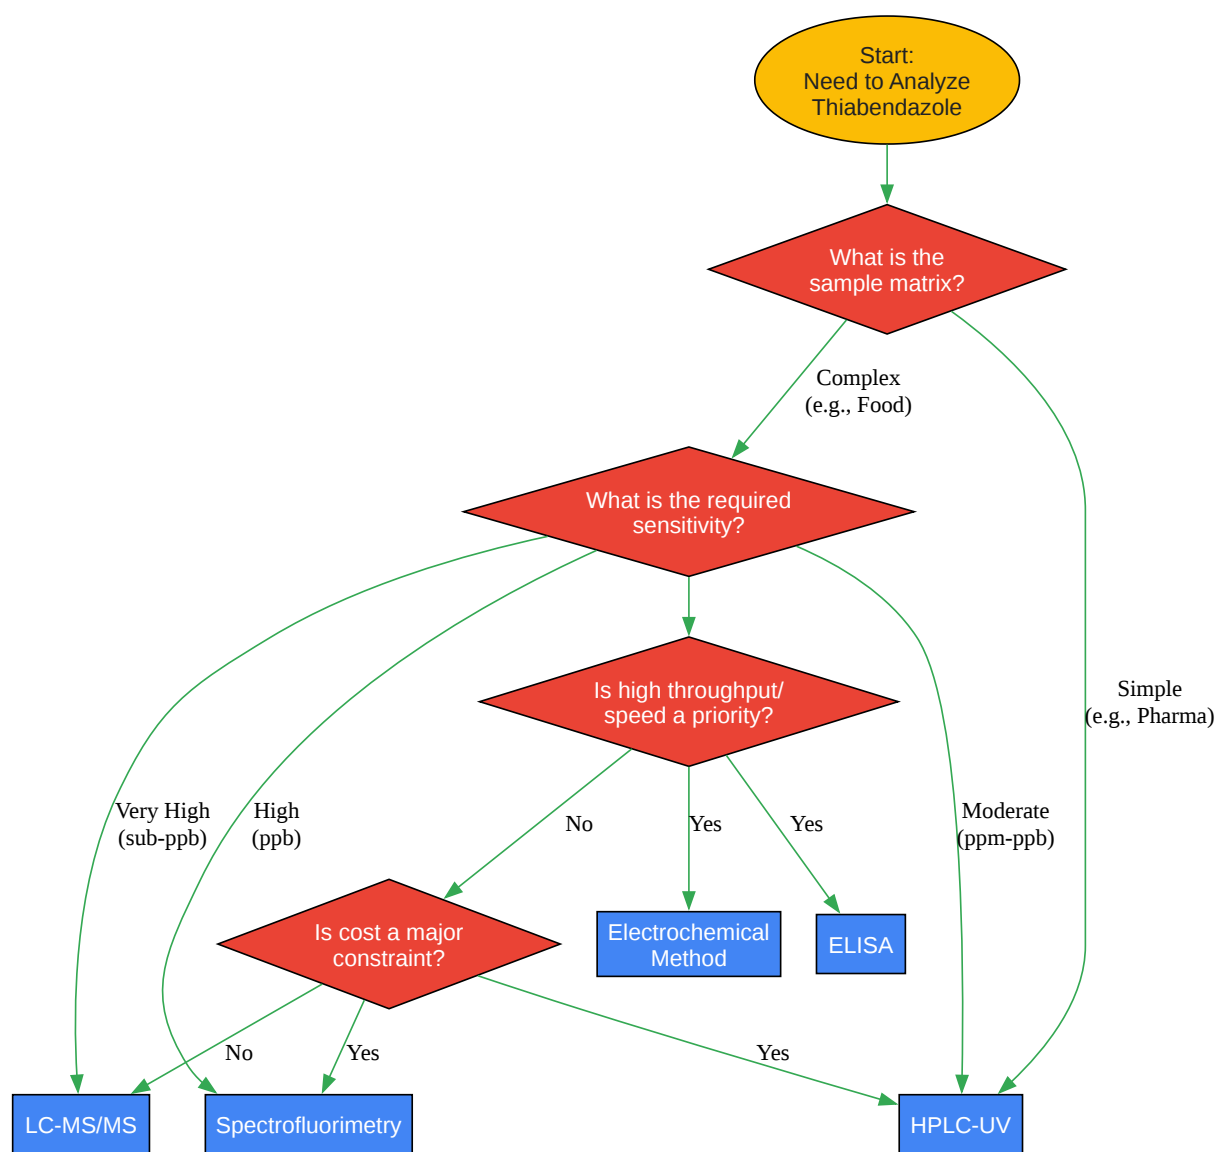 Start:
Need to Analyze
Thiabendazole
What is the
sample matrix?
Complex
(e.g., Food)
What is the required
sensitivity?
Is high throughput/
speed a priority?
Simple
(e.g., Pharma)
Very High
(sub-ppb)
High
(ppb)
No
Yes
Yes
Moderate
(ppm-ppb)
Is cost a major
constraint?
Electrochemical
Method
ELISA
No
Yes
Yes
LC-MS/MS
Spectrofluorimetry
HPLC-UV